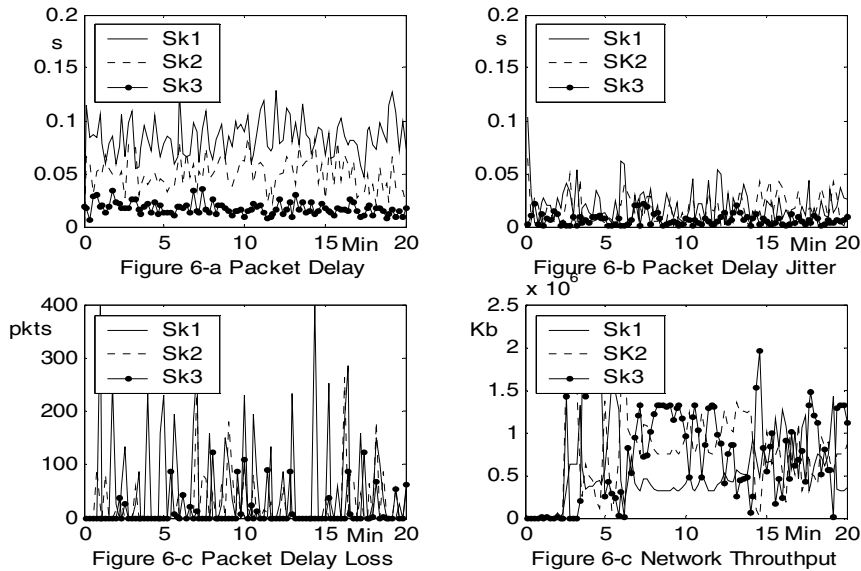 s
0.2
0.15
0.1
0.05
0
Sk1
Sk2
Sk3
0 5 10 15 Min 20
Figure 6-a Packet Delay
s
0.2
0.15
0.1
0.05
0
Sk1
SK2
Sk3
0 5 10 15 Min 20
Figure 6-b Packet Delay Jitter
pkts
400
300
200
100
0
Sk1
Sk2
Sk3
0 5 10 15 Min 20
Figure 6-c Packet Delay Loss
x 10^6
Kb
2.5
2
1.5
1
0.5
0
Sk1
SK2
Sk3
0 5 10 15 Min 20
Figure 6-c Network Throuthput